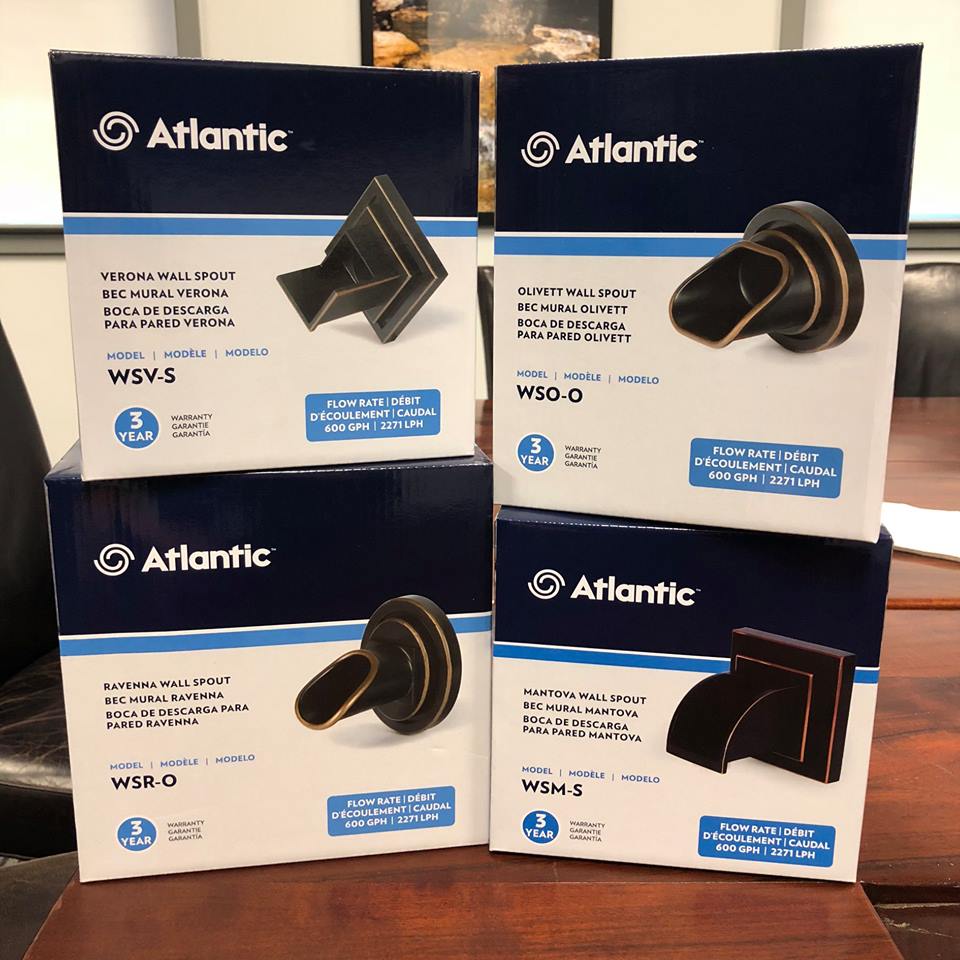 Atlantic™
VERONA WALL SPOUT
BEC MURAL VERONA
BOCA DE DESCARGA
PARA PARED VERONA
MODEL | MODÈLE | MODELO
WSV-S
3
YEAR
WARRANTY
GARANTIE
GARANTÍA
FLOW RATE | DÉBIT
D'ÉCOULEMENT | CAUDAL
600 GPH | 2271 LPH
Atlantic™
OLIVETT WALL SPOUT
BEC MURAL OLIVETT
BOCA DE DESCARGA
PARA PARED OLIVETT
MODEL | MODÈLE | MODELO
WSO-O
3
YEAR
WARRANTY
GARANTIE
GARANTÍA
FLOW RATE | DÉBIT
D'ÉCOULEMENT | CAUDAL
600 GPH | 2271 LPH
Atlantic™
RAVENNA WALL SPOUT
BEC MURAL RAVENNA
BOCA DE DESCARGA PARA
PARED RAVENNA
MODEL | MODÈLE | MODELO
WSR-O
3
YEAR
WARRANTY
GARANTIE
GARANTÍA
FLOW RATE | DÉBIT
D'ÉCOULEMENT | CAUDAL
600 GPH | 2271 LPH
Atlantic™
MANTOVA WALL SPOUT
BEC MURAL MANTOVA
BOCA DE DESCARGA
PARA PARED MANTOVA
MODEL | MODÈLE | MODELO
WSM-S
3
YEAR
WARRANTY
GARANTIE
GARANTÍA
FLOW RATE | DÉBIT
D'ÉCOULEMENT | CAUDAL
600 GPH | 2271 LPH